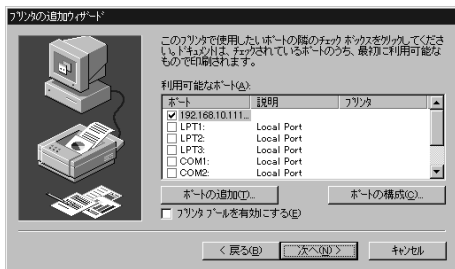 プリンタの追加ウィザード
このプリンタで使用したいポートの隣のチェック ボックスをクリックしてくださ
い。ドキュメントは、チェックされているポートのうち、最初に利用可能な
もので印刷されます。
利用可能なポート(A):
ポート 説明 プリンタ
192.168.10.111...
LPT1: Local Port
LPT2: Local Port
LPT3: Local Port
COM1: Local Port
COM2: Local Port
ポートの追加(T)... ポートの構成(C)...
プリンタ プールを有効にする(E)
< 戻る(B) 次へ(N) > キャンセル